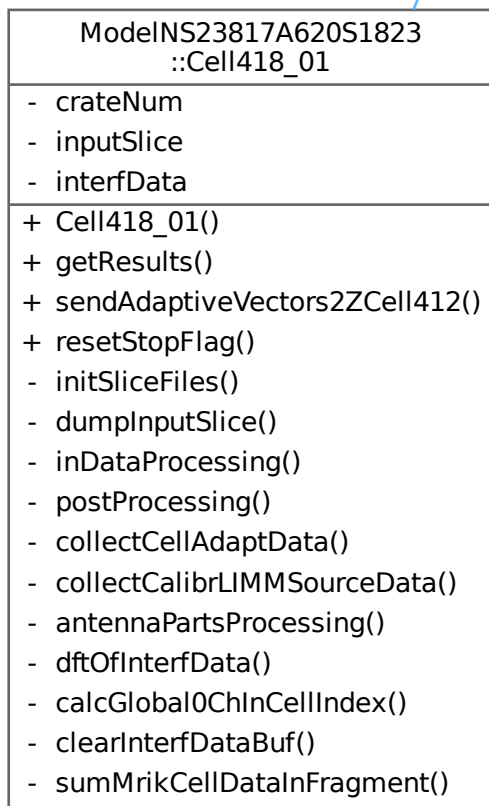 ModelNS23817A620S1823
::Cell418_01
- crateNum
- inputSlice
- interfData
+ Cell418_01()
+ getResults()
+ sendAdaptiveVectors2ZCell412()
+ resetStopFlag()
- initSliceFiles()
- dumpInputSlice()
- inDataProcessing()
- postProcessing()
- collectCellAdaptData()
- collectCalibrLIMMSourceData()
- antennaPartsProcessing()
- dftOfInterfData()
- calcGlobal0ChInCellIndex()
- clearInterfDataBuf()
- sumMrikCellDataInFragment()